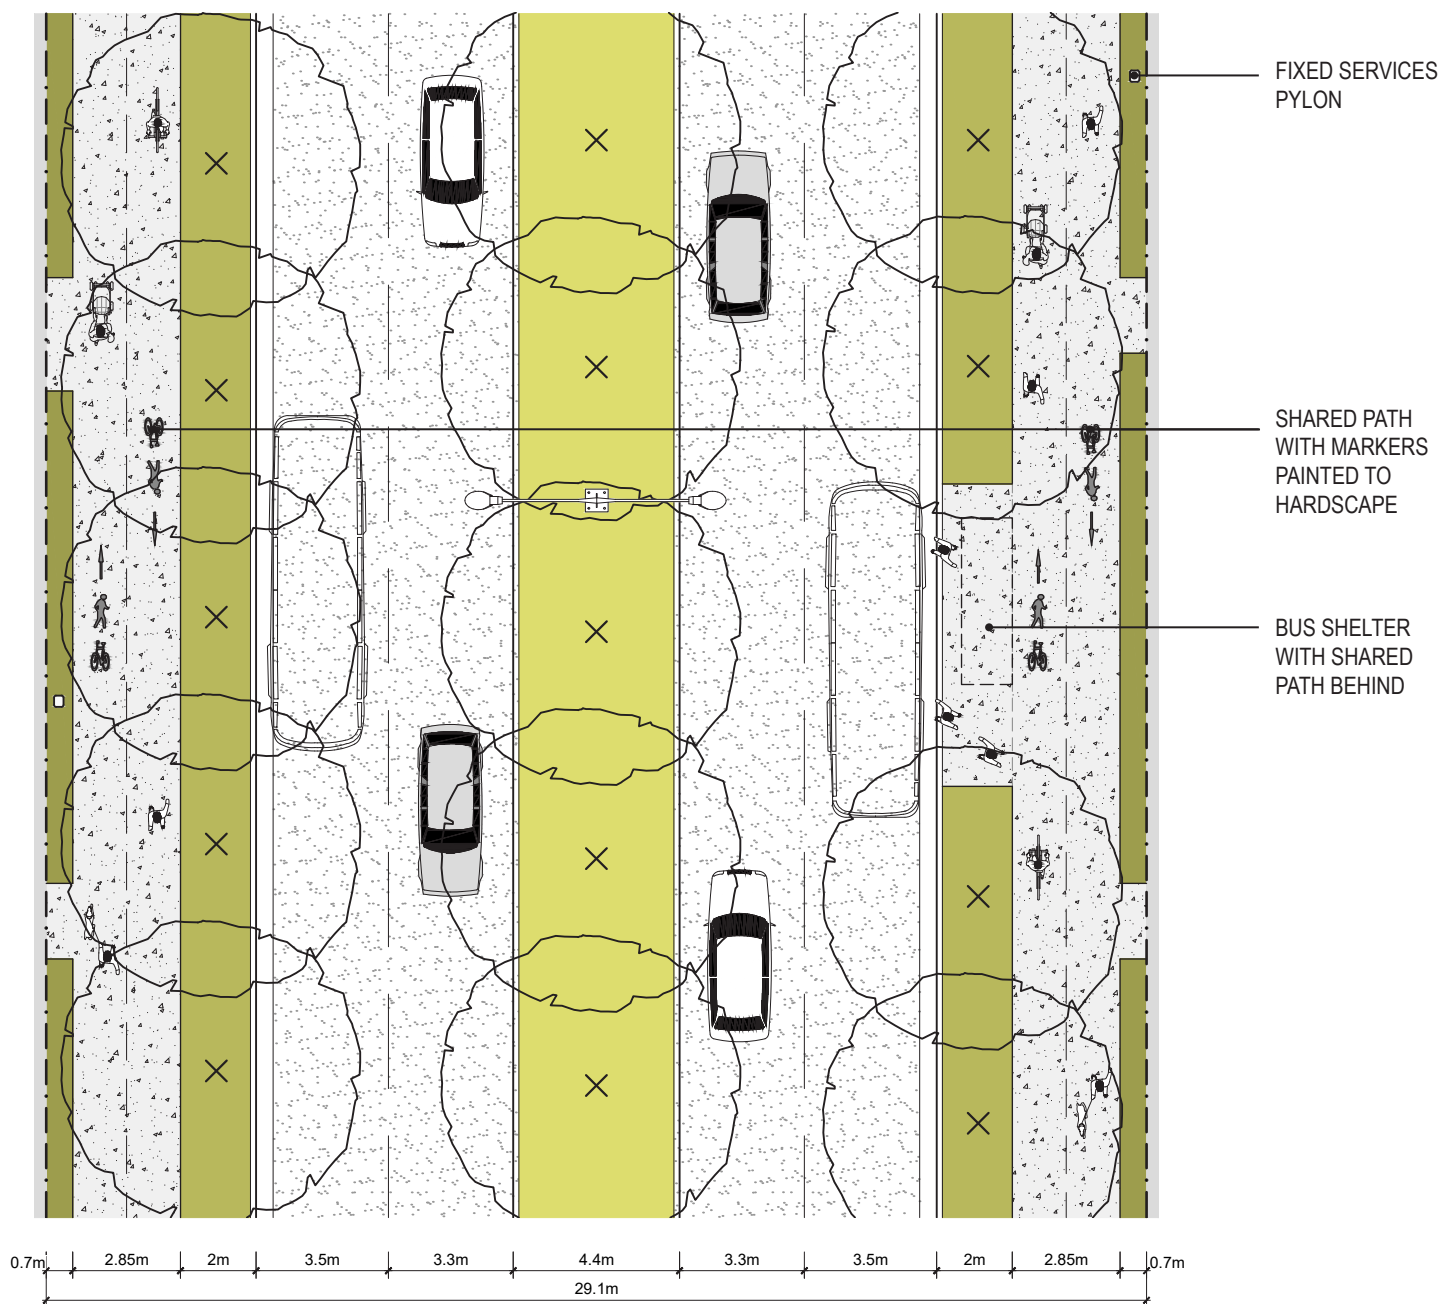 FIXED SERVICES
PYLON
SHARED PATH
WITH MARKERS
PAINTED TO
HARDSCAPE
BUS SHELTER
WITH SHARED
PATH BEHIND
0.7m 2.85m 2m 3.5m 3.3m 4.4m 3.3m 3.5m 2m 2.85m 0.7m
29.1m